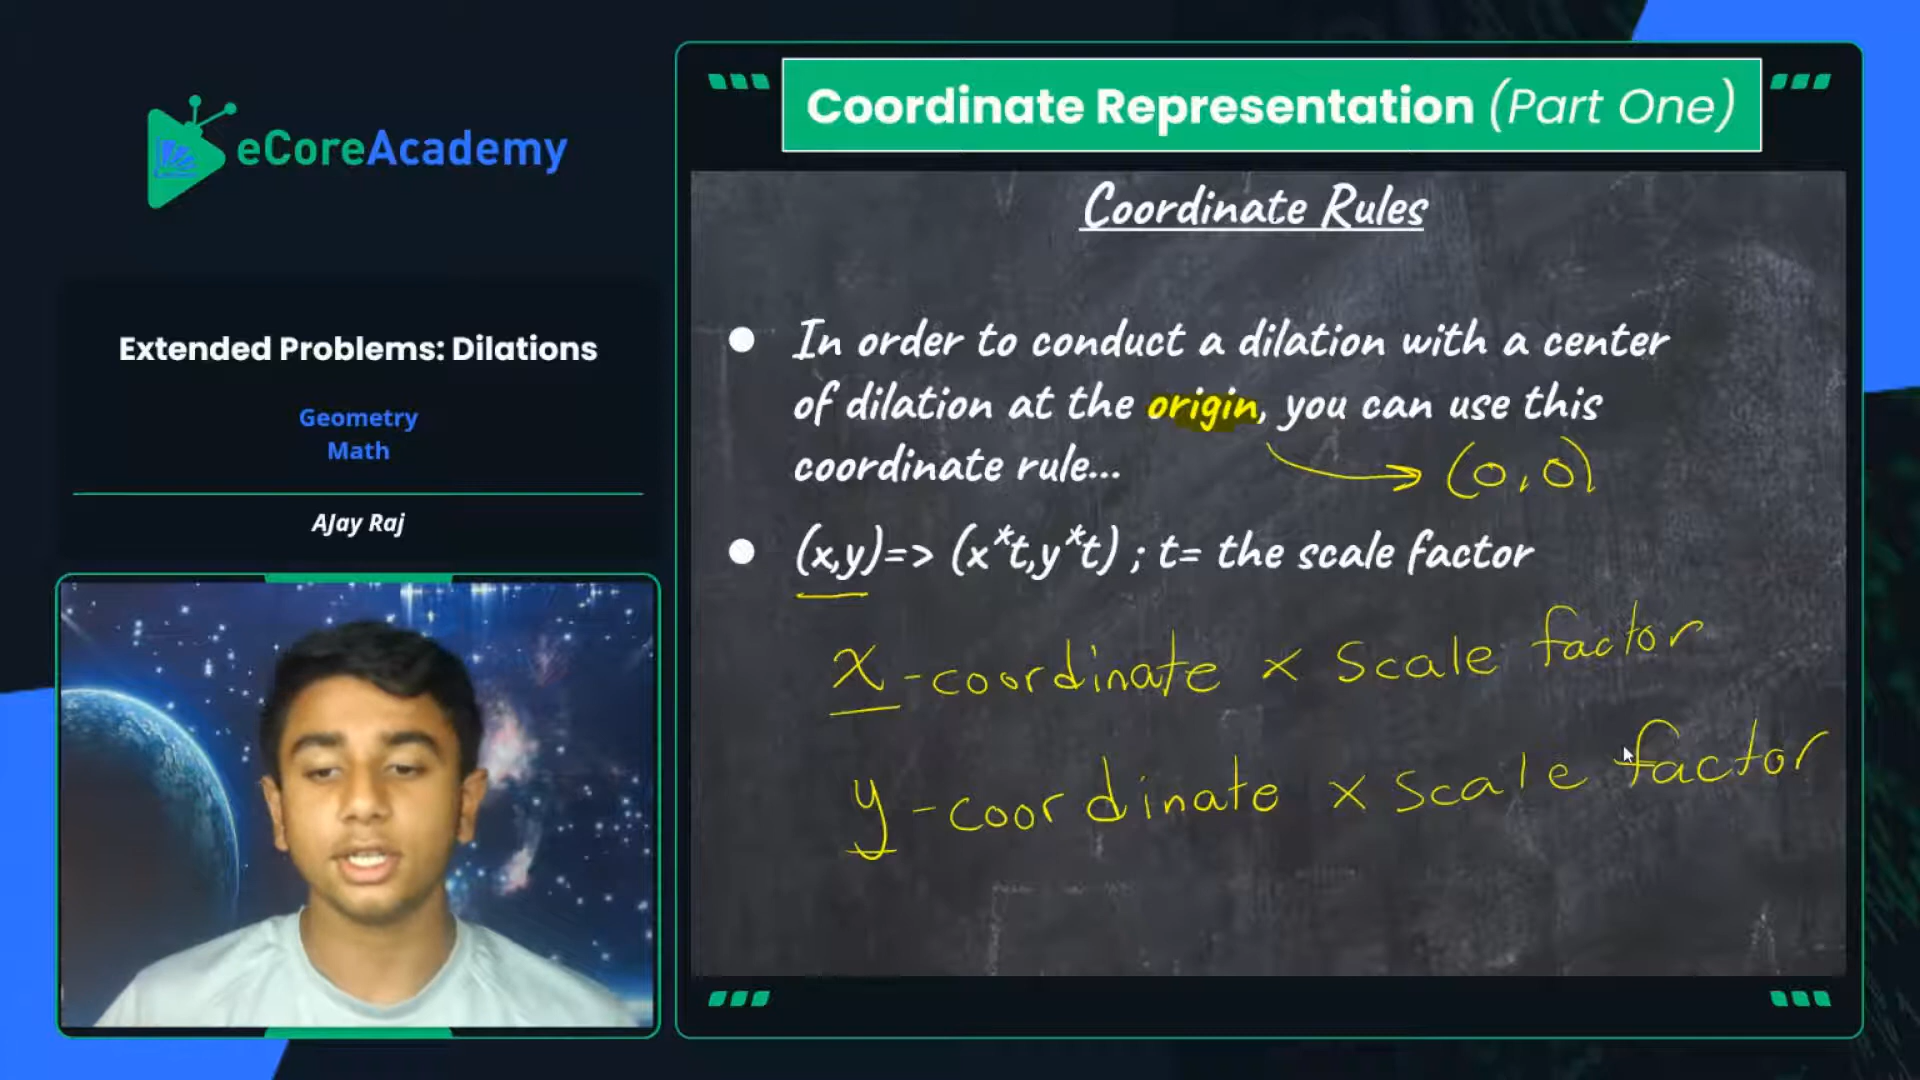 eCoreAcademy
Extended Problems: Dilations
Geometry
Math
AJay Raj
Coordinate Representation (Part One)
Coordinate Rules
● In order to conduct a dilation with a center
of dilation at the origin, you can use this
coordinate rule...
(0,0)
● (x,y)=> (x*t,y*t) ; t= the scale factor
x-coordinate x scale factor
y-coordinate x scale factor